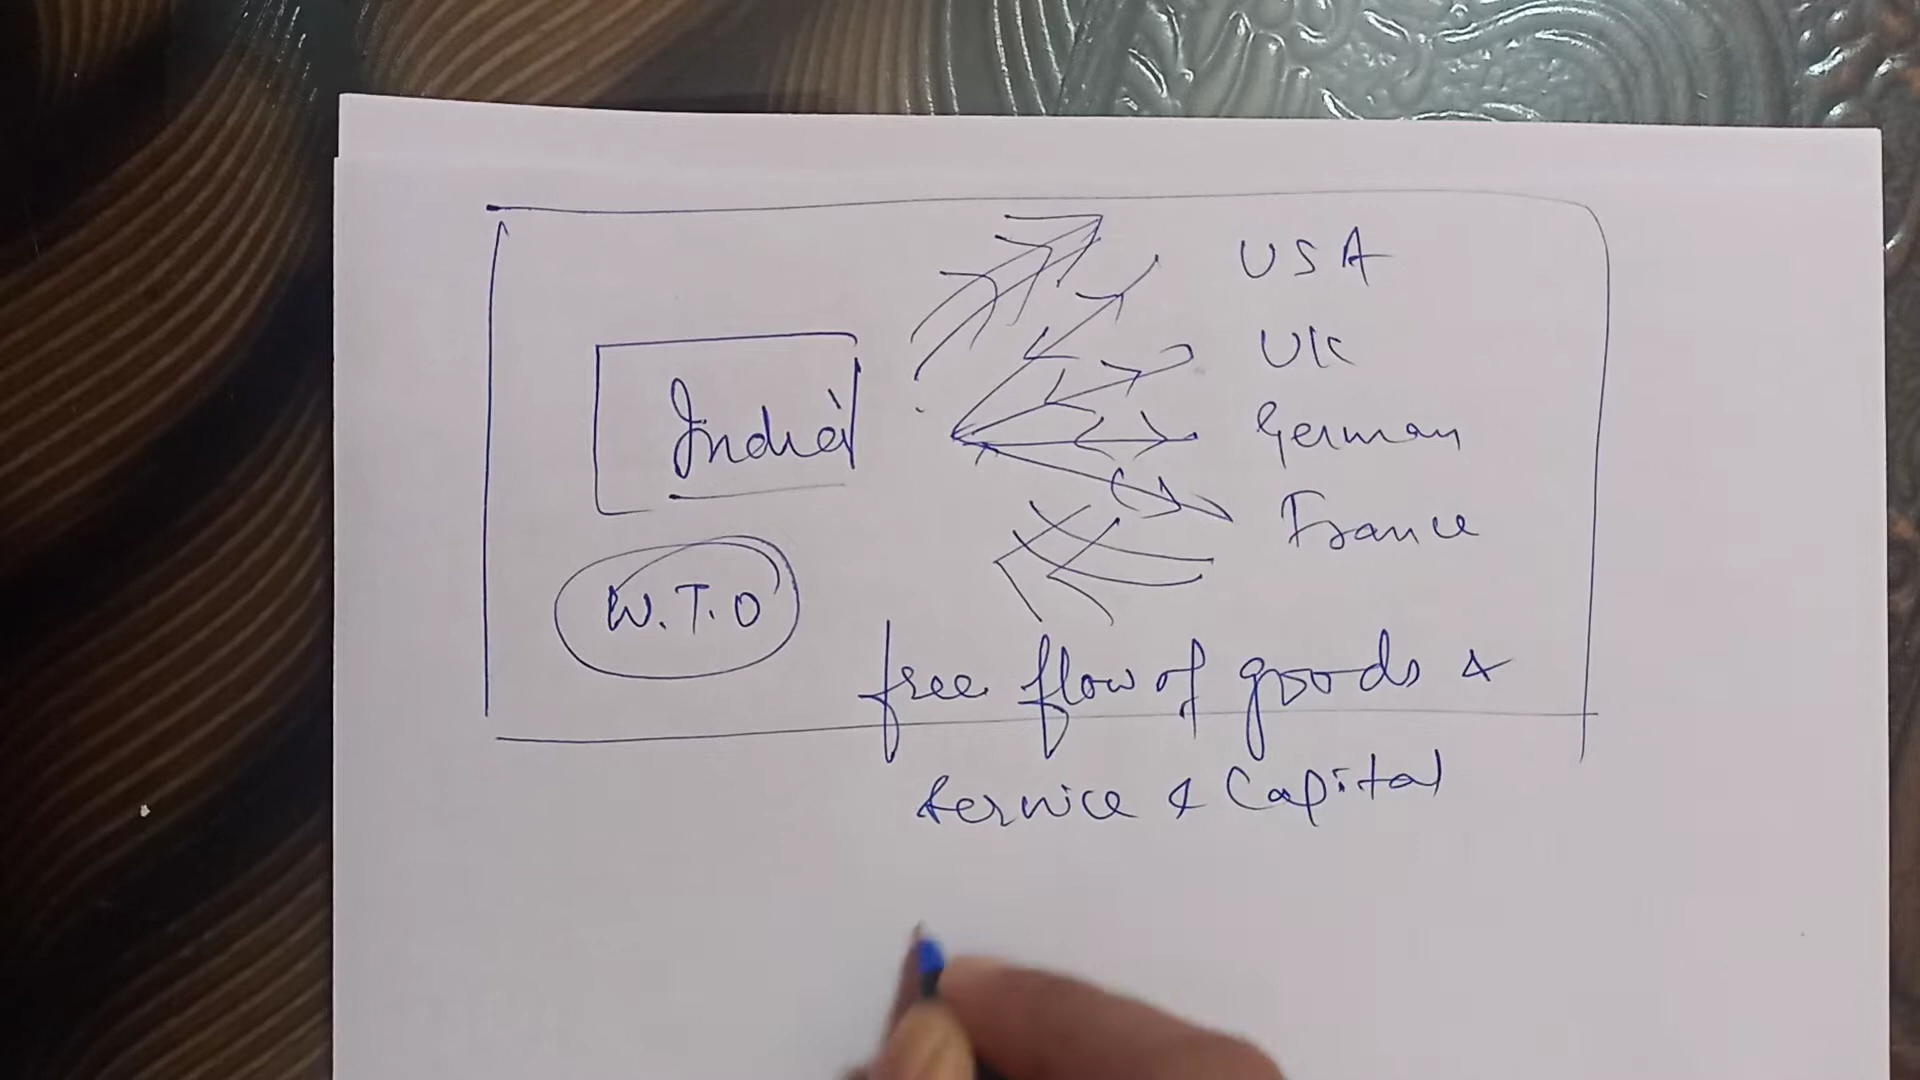 USA
UK
India
German
France
W.T.O
free flow of goods &
Service & Capital